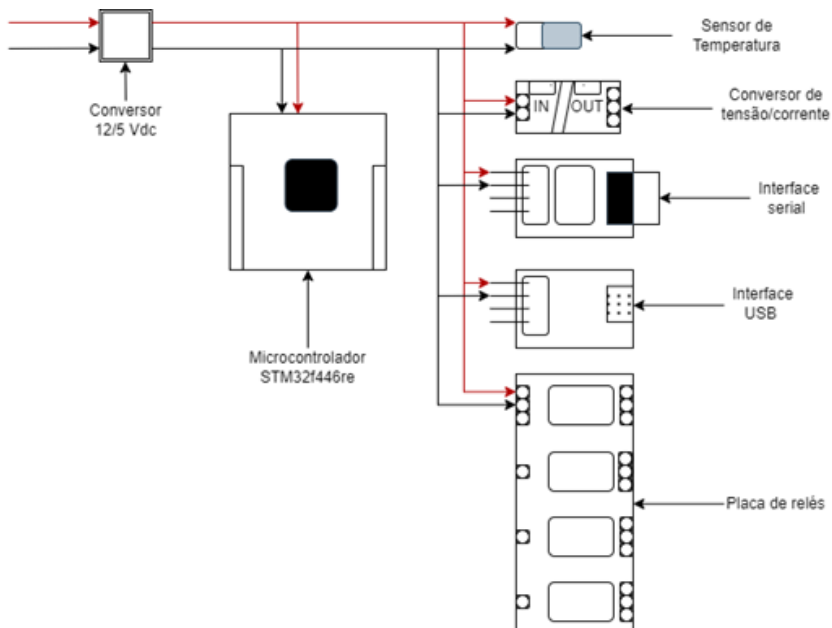 Sensor de
Temperatura
Conversor
12/5 Vdc
IN
OUT
Conversor de
tensão/corrente
Interface
serial
Interface
USB
Microcontrolador
STM32f446re
Placa de relés